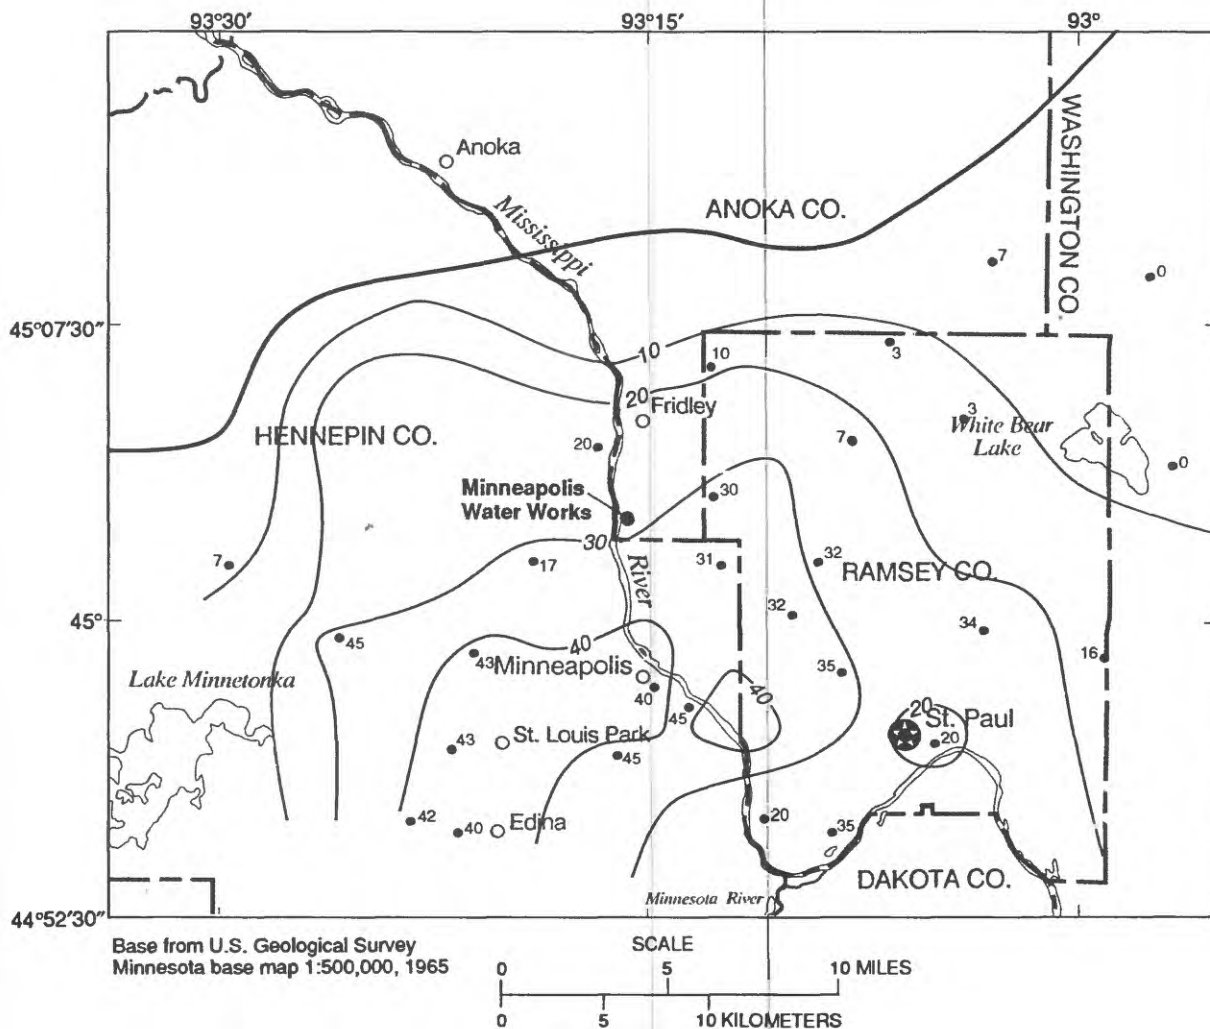 93°30' 93°15' 93°
Anoka
Mississippi
ANOKA CO.
WASHINGTON CO.
7
0
45°07'30"
10
10
3
20
Fridley
3
White Bear
Lake
HENNEPIN CO.
20
7
0
Minneapolis
Water Works
30
30
7
17
River
31
32
RAMSEY CO.
45°
32
34
45
40
43
Minneapolis
16
Lake Minnetonka
35
40
40
45
20
St. Paul
20
43
St. Louis Park
45
42
40
Edina
20
35
DAKOTA CO.
Minnesota River
44°52'30"
Base from U.S. Geological Survey
Minnesota base map 1:500,000, 1965
SCALE
0 5 10 MILES
0 5 10 KILOMETERS